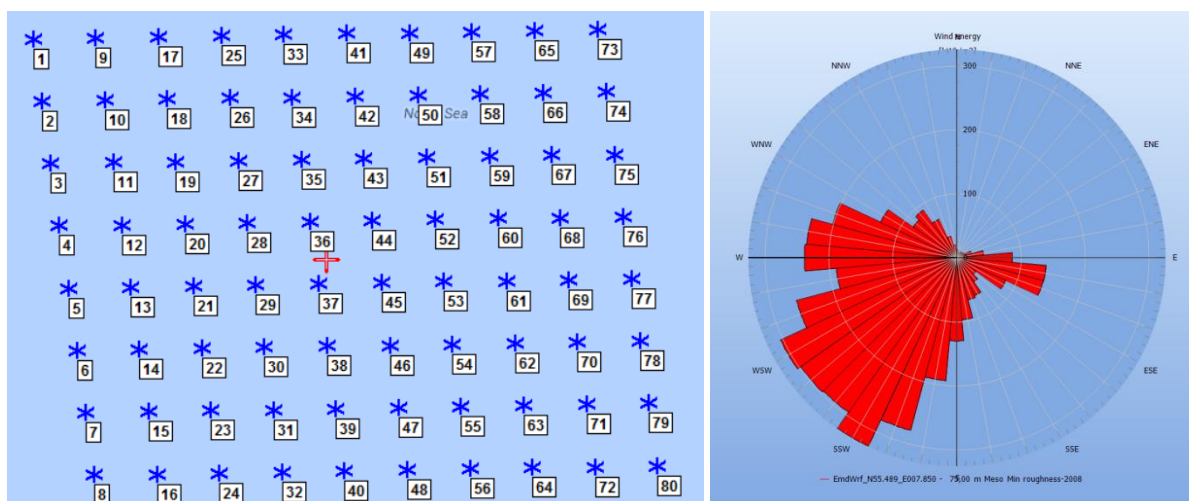 1 9 17 25 33 41 49 57 65 73
2 10 18 26 34 42 50 58 66 74
Sea
3 11 19 27 35 43 51 59 67 75
4 12 20 28 36 44 52 60 68 76
5 13 21 29 37 45 53 61 69 77
6 14 22 30 38 46 54 62 70 78
7 15 23 31 39 47 55 63 71 79
8 16 24 32 40 48 56 64 72 80
N
Wind Energy
300
NNW NNE
200
WNW ENE
100
W E
WSW ESE
SSW SSE
S
EmdWrf_N55.489_E007.850 - 75,00 m Meso Min roughness-2008